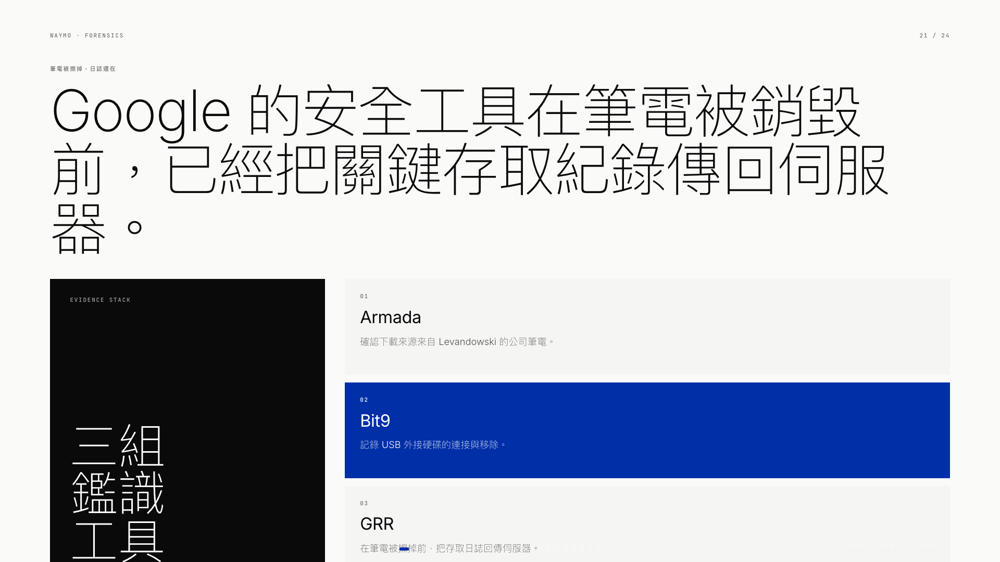 WAYMO · FORENSICS
21 / 24
筆電被擦掉，日誌還在
Google 的安全工具在筆電被銷毀
前，已經把關鍵存取紀錄傳回伺服
器。
EVIDENCE STACK
三組
鑑識
工具
01
Armada
確認下載來源來自 Levandowski 的公司筆電。
02
Bit9
記錄 USB 外接硬碟的連接與移除。
03
GRR
在筆電被擦掉前，把存取日誌回傳伺服器。